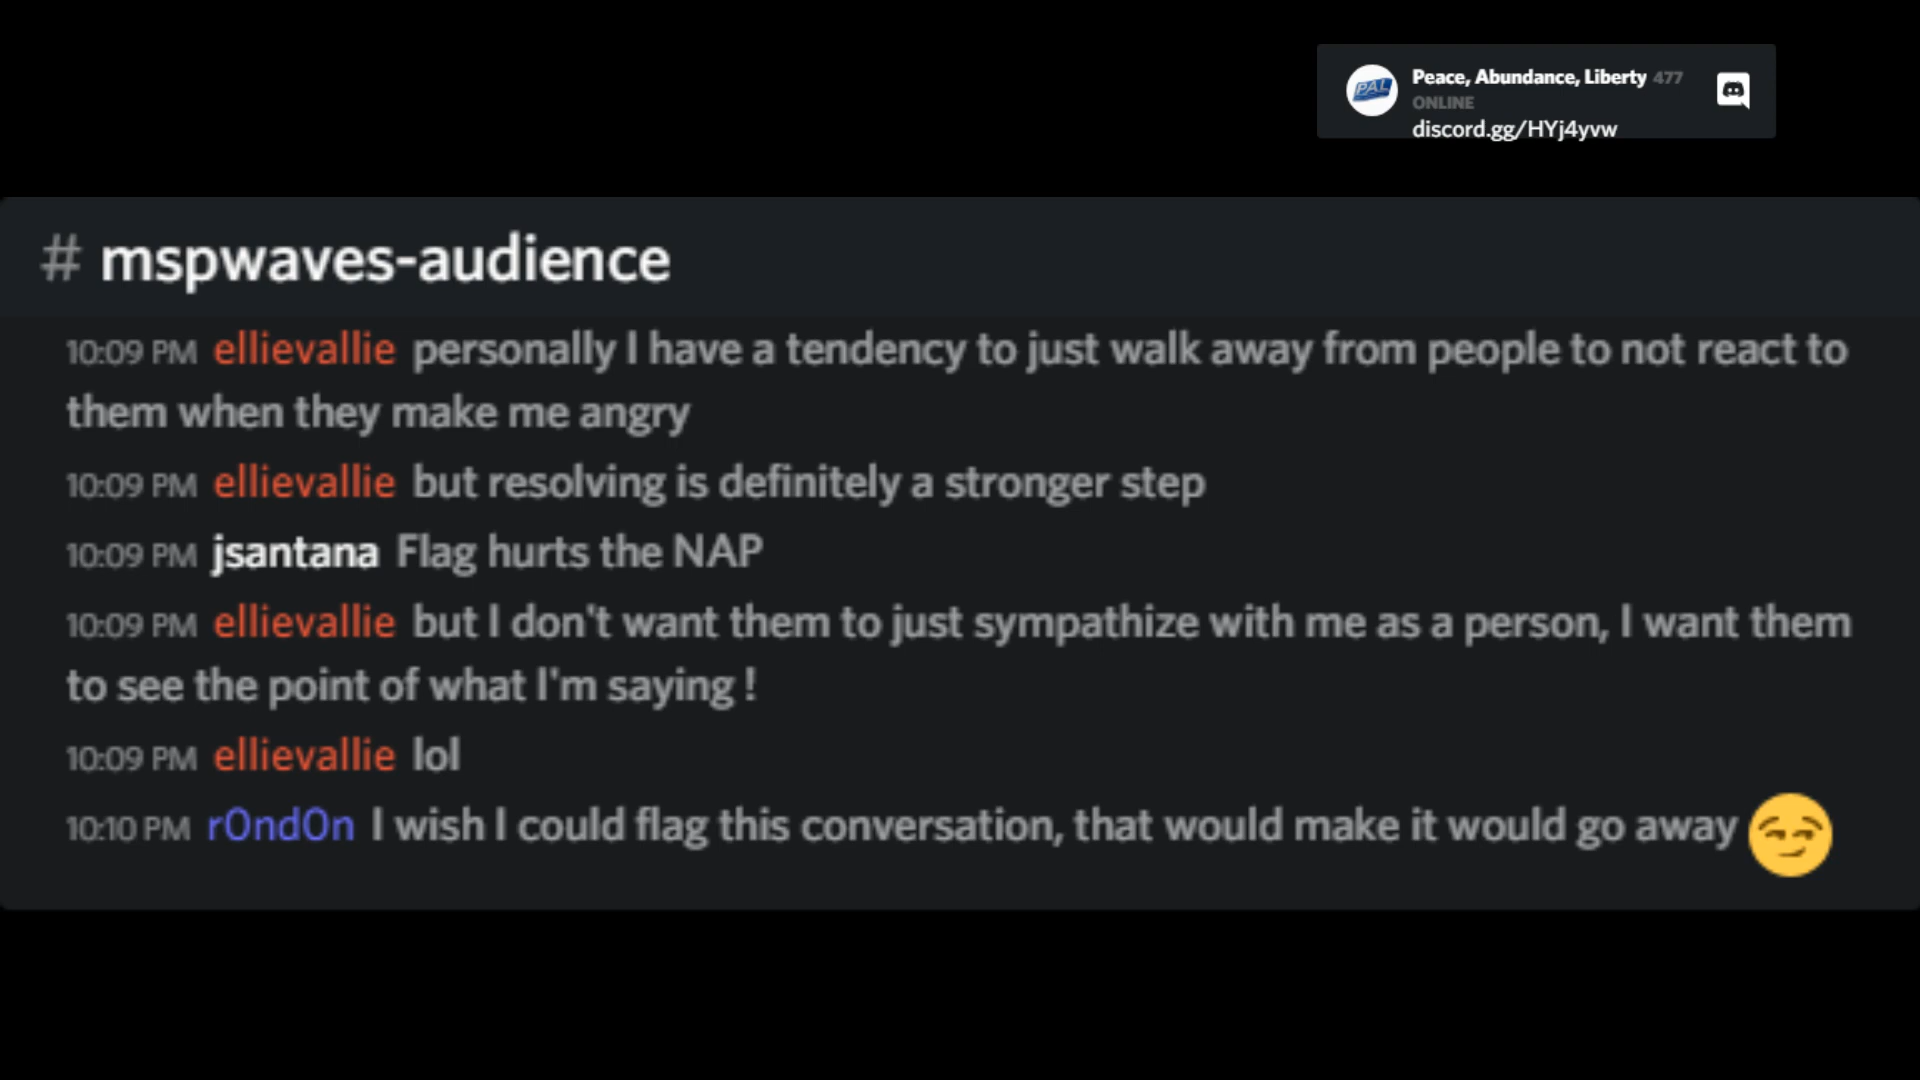 PAL
Peace, Abundance, Liberty 477
ONLINE
discord.gg/HYj4yvw
# mspwaves-audience
10:09 PM ellievallie personally I have a tendency to just walk away from people to not react to
them when they make me angry
10:09 PM ellievallie but resolving is definitely a stronger step
10:09 PM jsantana Flag hurts the NAP
10:09 PM ellievallie but I don't want them to just sympathize with me as a person, I want them
to see the point of what I'm saying !
10:09 PM ellievallie lol
10:10 PM r0nd0n I wish I could flag this conversation, that would make it would go away 😏